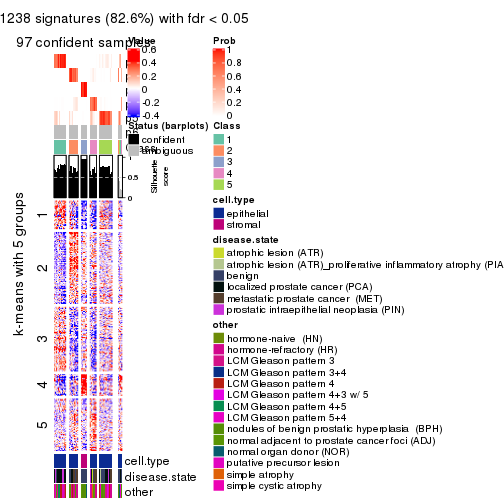 1238 signatures (82.6%) with fdr < 0.05
97 confident samples
Value
0.6
0.4
0.2
0
-0.2
-0.4
Prob
1
0.8
0.6
0.4
0.2
0
Status (barplots)
confident
ambiguous
Class
1
2
3
4
5
1
0.5
0
Silhouette score
k-means with 5 groups
1
2
3
4
5
cell.type
epithelial
stromal
disease.state
atrophic lesion (ATR)
atrophic lesion (ATR)_proliferative inflammatory atrophy (PIA
benign
localized prostate cancer (PCA)
metastatic prostate cancer (MET)
prostatic intraepithelial neoplasia (PIN)
other
hormone-naive (HN)
hormone-refractory (HR)
LCM Gleason pattern 3
LCM Gleason pattern 3+4
LCM Gleason pattern 4
LCM Gleason pattern 4+3 w/ 5
LCM Gleason pattern 4+5
LCM Gleason pattern 5+4
nodules of benign prostatic hyperplasia (BPH)
normal adjacent to prostate cancer foci (ADJ)
normal organ donor (NOR)
putative precursor lesion
simple atrophy
simple cystic atrophy
cell.type
disease.state
other